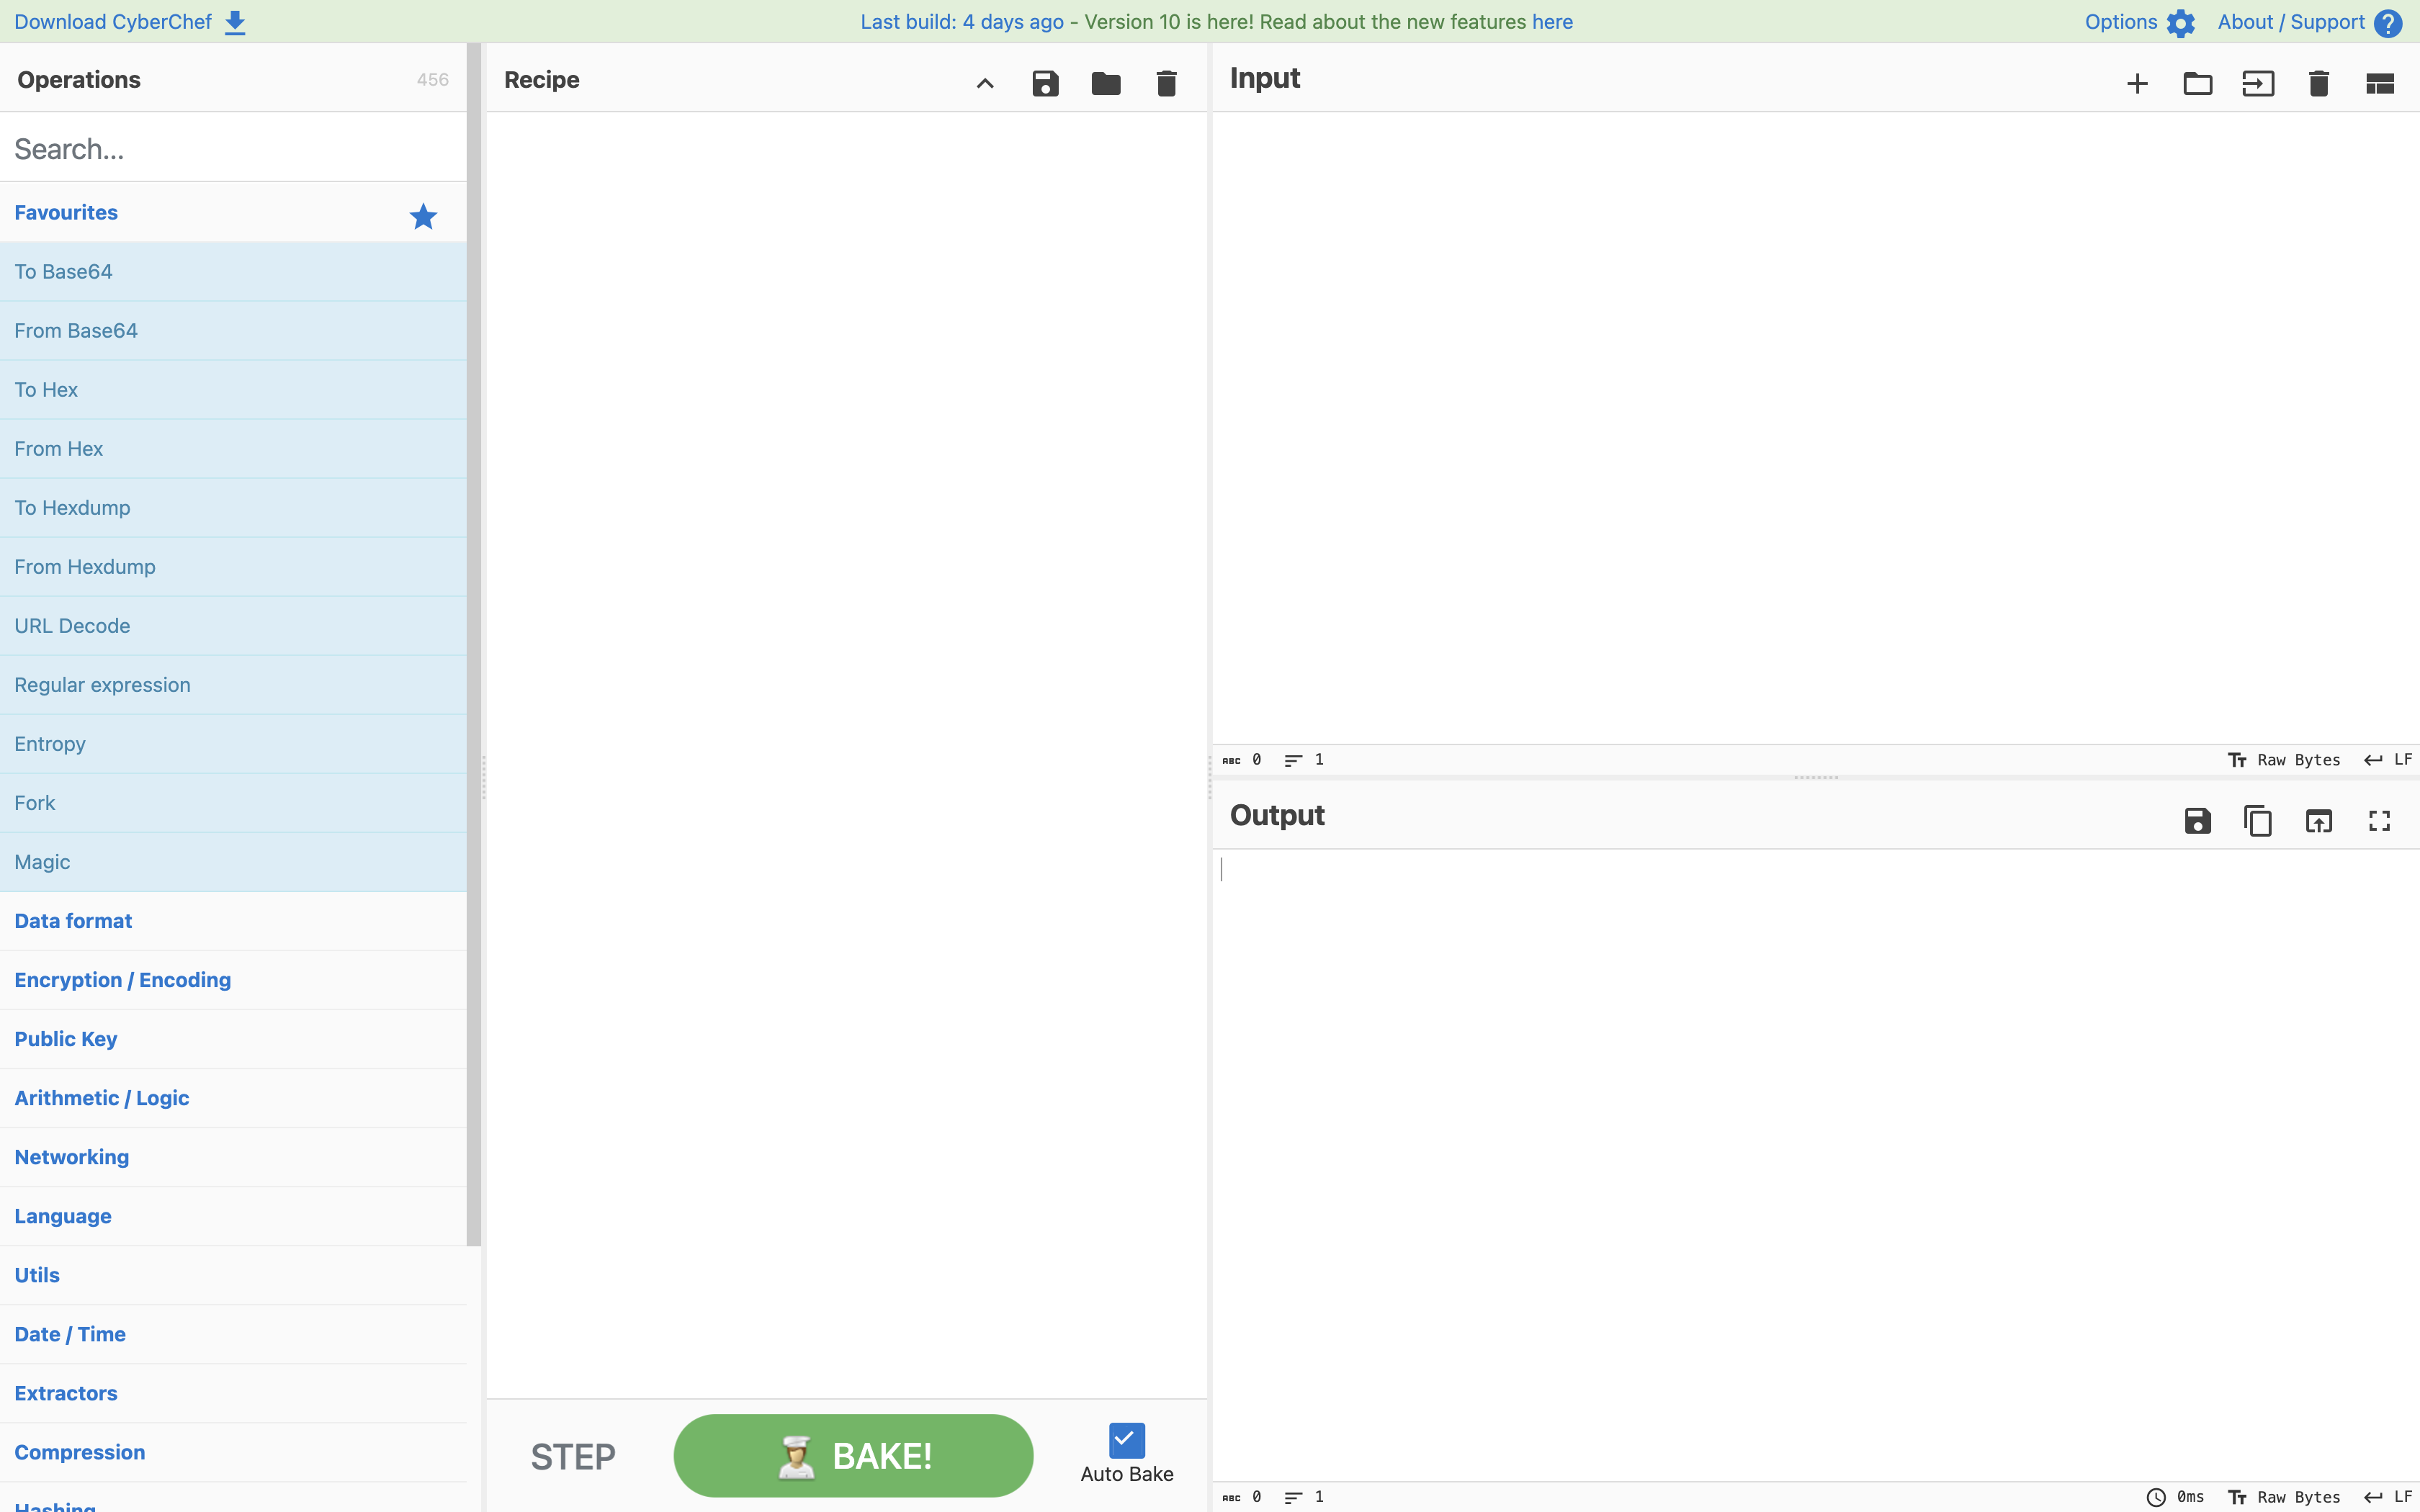 Download CyberChef
Last build: 4 days ago - Version 10 is here! Read about the new features here
Options
About / Support
Operations
456
Search...
Favourites
To Base64
From Base64
To Hex
From Hex
To Hexdump
From Hexdump
URL Decode
Regular expression
Entropy
Fork
Magic
Data format
Encryption / Encoding
Public Key
Arithmetic / Logic
Networking
Language
Utils
Date / Time
Extractors
Compression
Hashing
Recipe
STEP
BAKE!
Auto Bake
Input
ABC 0 1
Tт Raw Bytes LF
Output
ABC 0 1
0ms Tт Raw Bytes LF